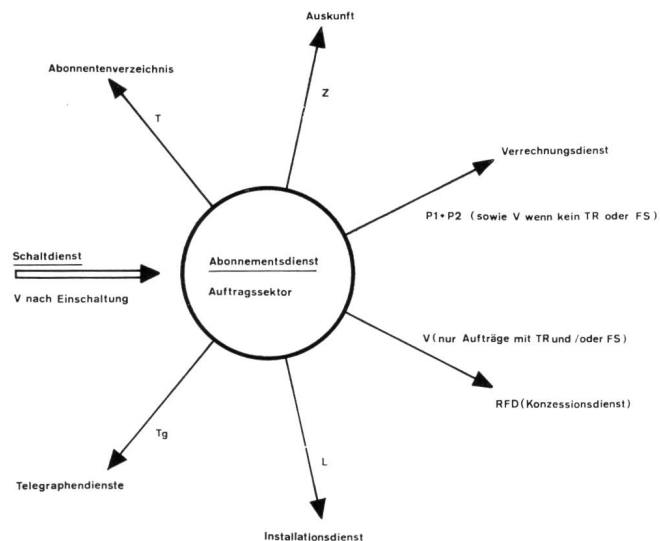 Auskunft
Abonnentenverzeichnis
Z
T
Verrechnungsdienst
P1+P2 (sowie V wenn kein TR oder FS)
Schaltdienst
Abonnementsdienst
V nach Einschaltung
Auftragssektor
V(nur Aufträge mit TR und /oder FS)
RFD(Konzessionsdienst)
Tg
L
Telegraphendienste
Installationsdienst